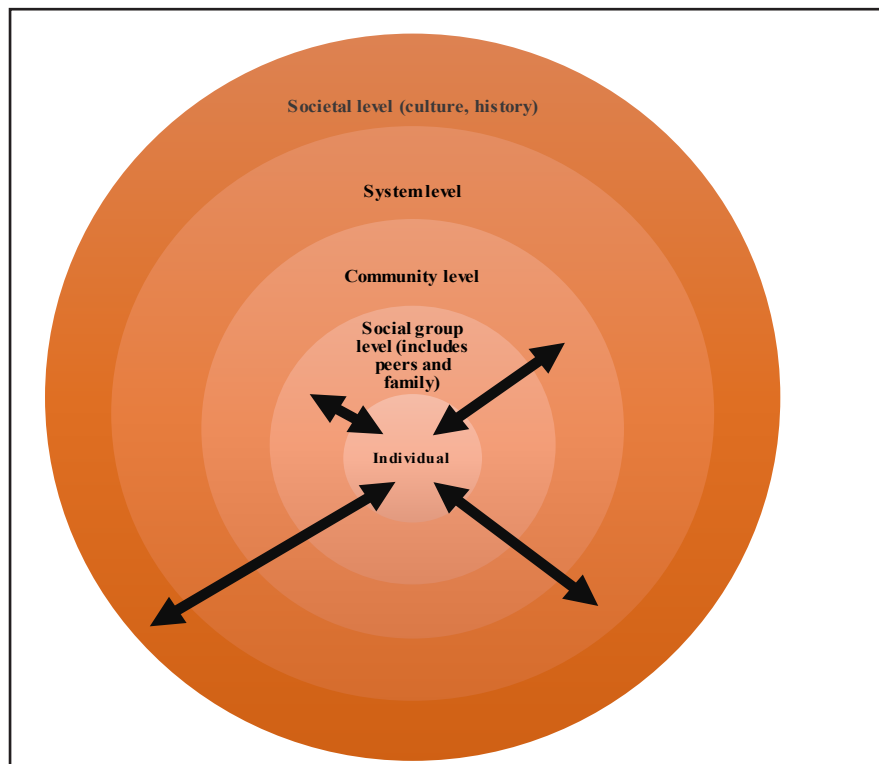 Societal level (culture, history)
System level
Community level
Social group
level (includes
peers and
family)
Individual